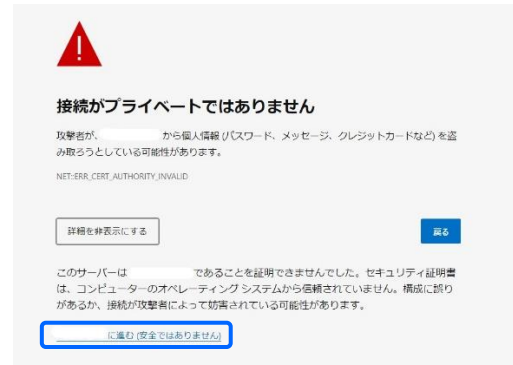 接続がプライベートではありません
攻撃者が、 から個人情報 (パスワード、メッセージ、クレジットカードなど) を盗
み取ろうとしている可能性があります。
NET::ERR_CERT_AUTHORITY_INVALID
詳細を非表示にする
戻る
このサーバーは であることを証明できませんでした。セキュリティ証明書
は、コンピューターのオペレーティング システムから信頼されていません。構成に誤り
があるか、接続が攻撃者によって妨害されている可能性があります。
に進む (安全ではありません)